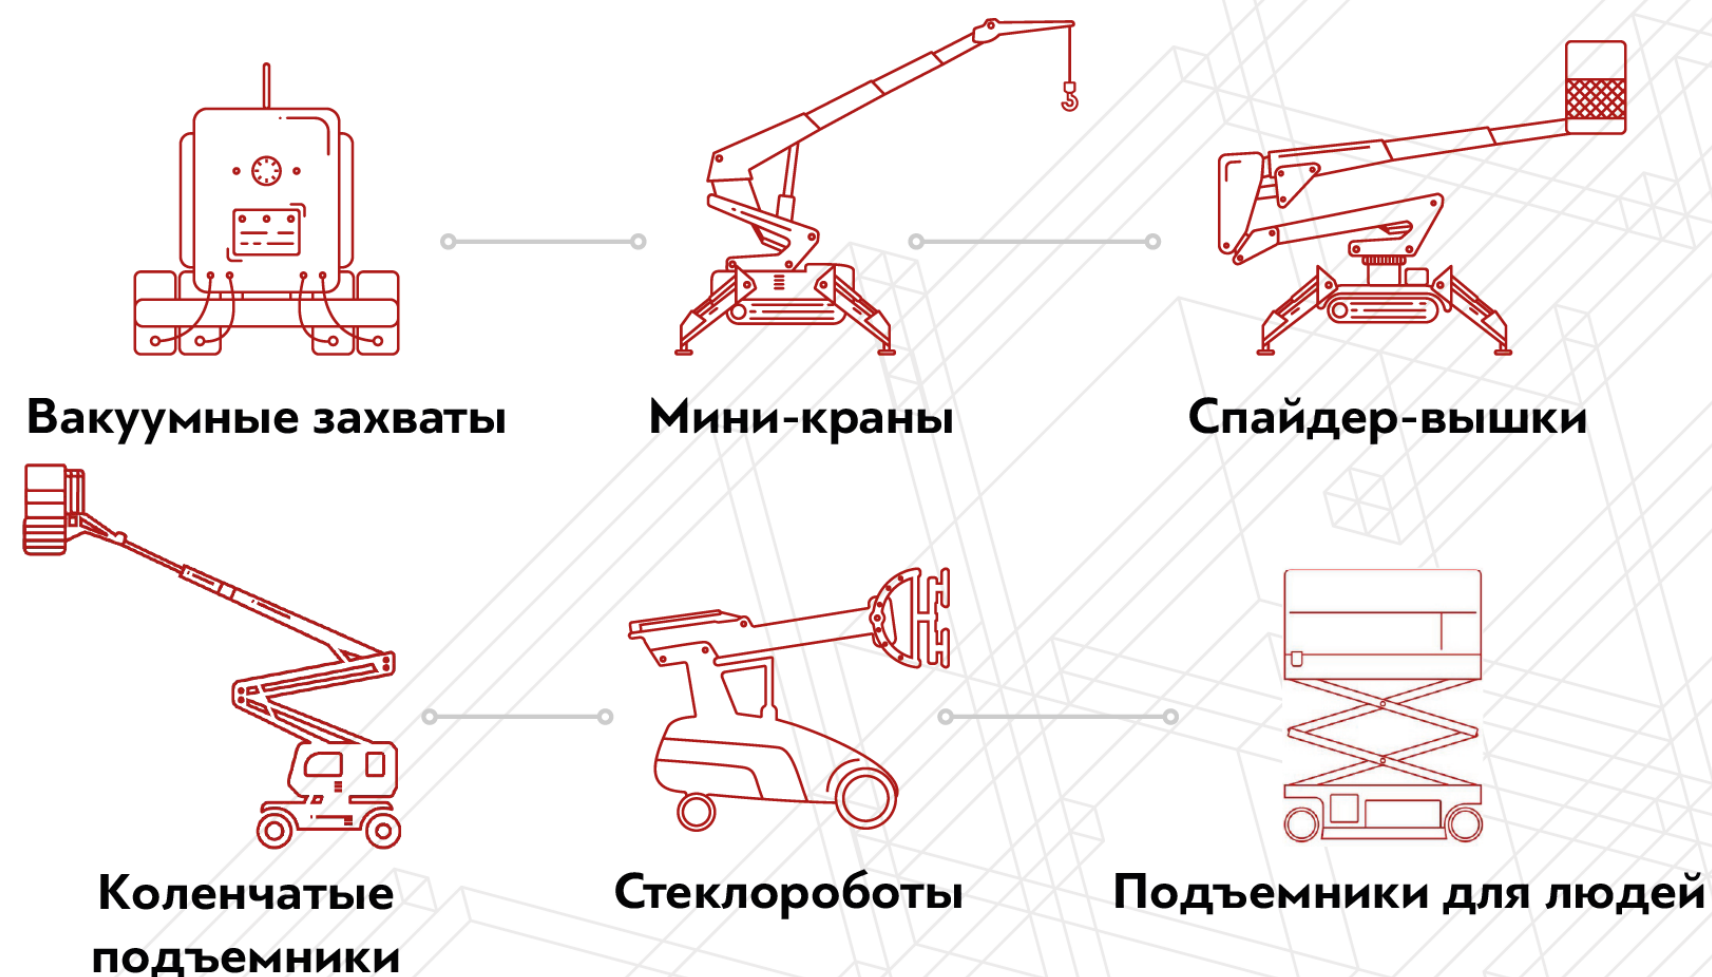 Вакуумные захваты
Мини-краны
Спайдер-вышки
Коленчатые
подъемники
Стеклороботы
Подъемники для людей